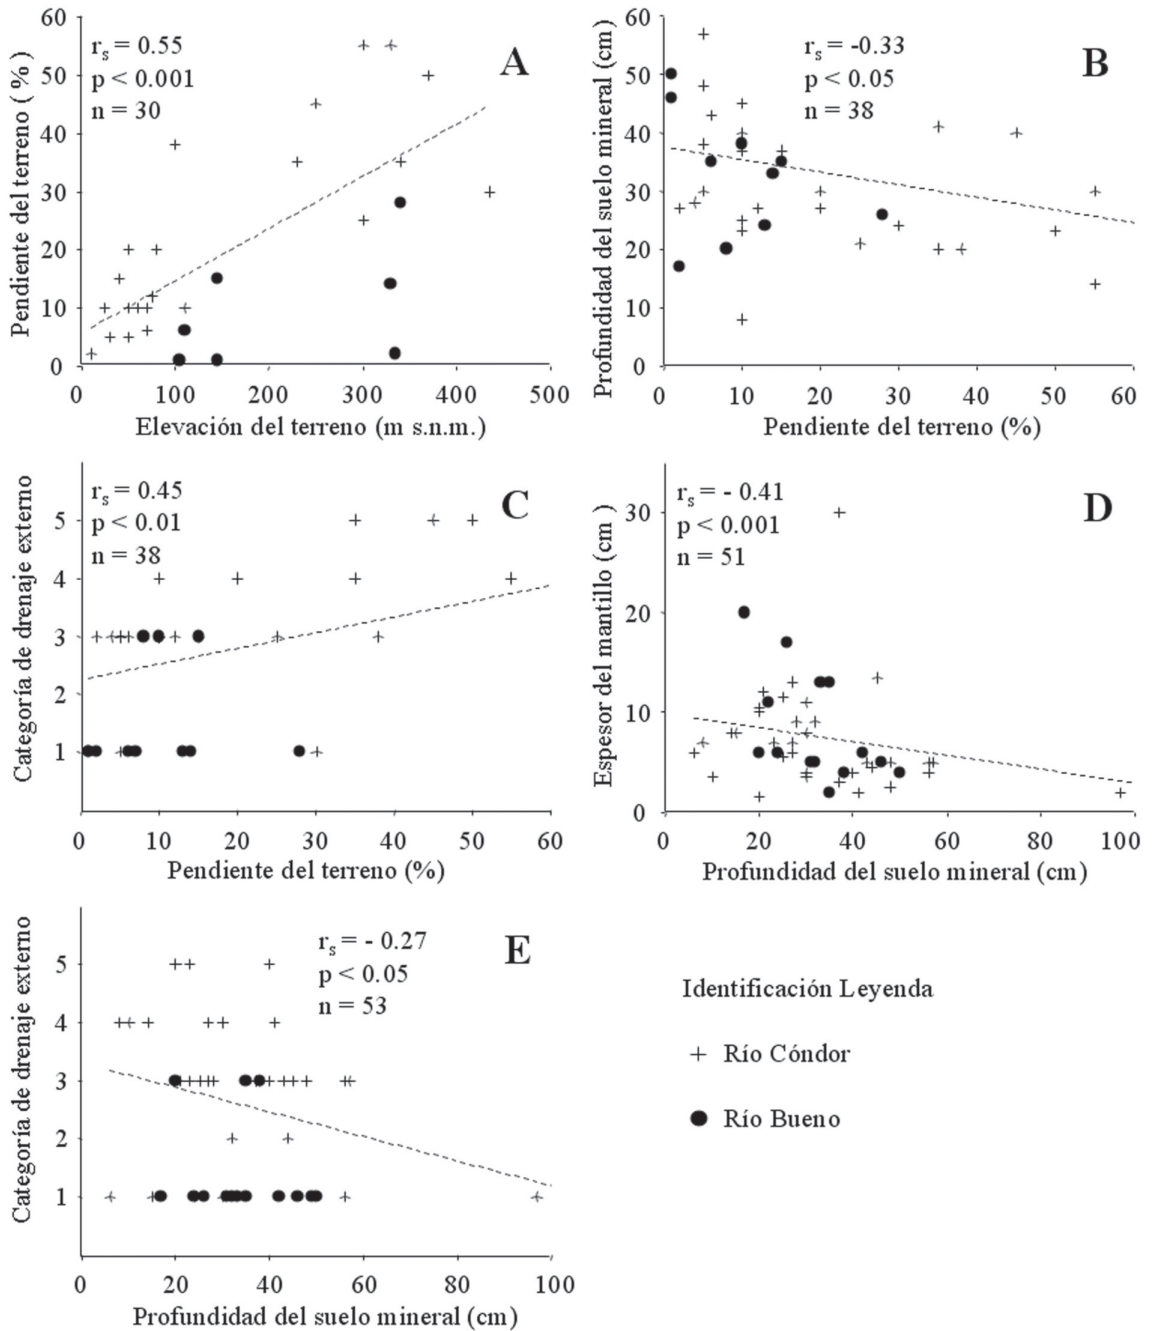 60
50
40
30
20
10
0
Pendiente del terreno (%)
rs = 0.55
p < 0.001
n = 30
A
0 100 200 300 400 500
Elevación del terreno (m s.n.m.)
60
50
40
30
20
10
0
Profundidad del suelo mineral (cm)
rs = -0.33
p < 0.05
n = 38
B
0 10 20 30 40 50 60
Pendiente del terreno (%)
5
4
3
2
1
Categoría de drenaje externo
rs = 0.45
p < 0.01
n = 38
C
0 10 20 30 40 50 60
Pendiente del terreno (%)
30
20
10
0
Espesor del mantillo (cm)
rs = - 0.41
p < 0.001
n = 51
D
0 20 40 60 80 100
Profundidad del suelo mineral (cm)
5
4
3
2
1
Categoría de drenaje externo
rs = - 0.27
p < 0.05
n = 53
E
0 20 40 60 80 100
Profundidad del suelo mineral (cm)
Identificación Leyenda
Río Cóndor
Río Bueno